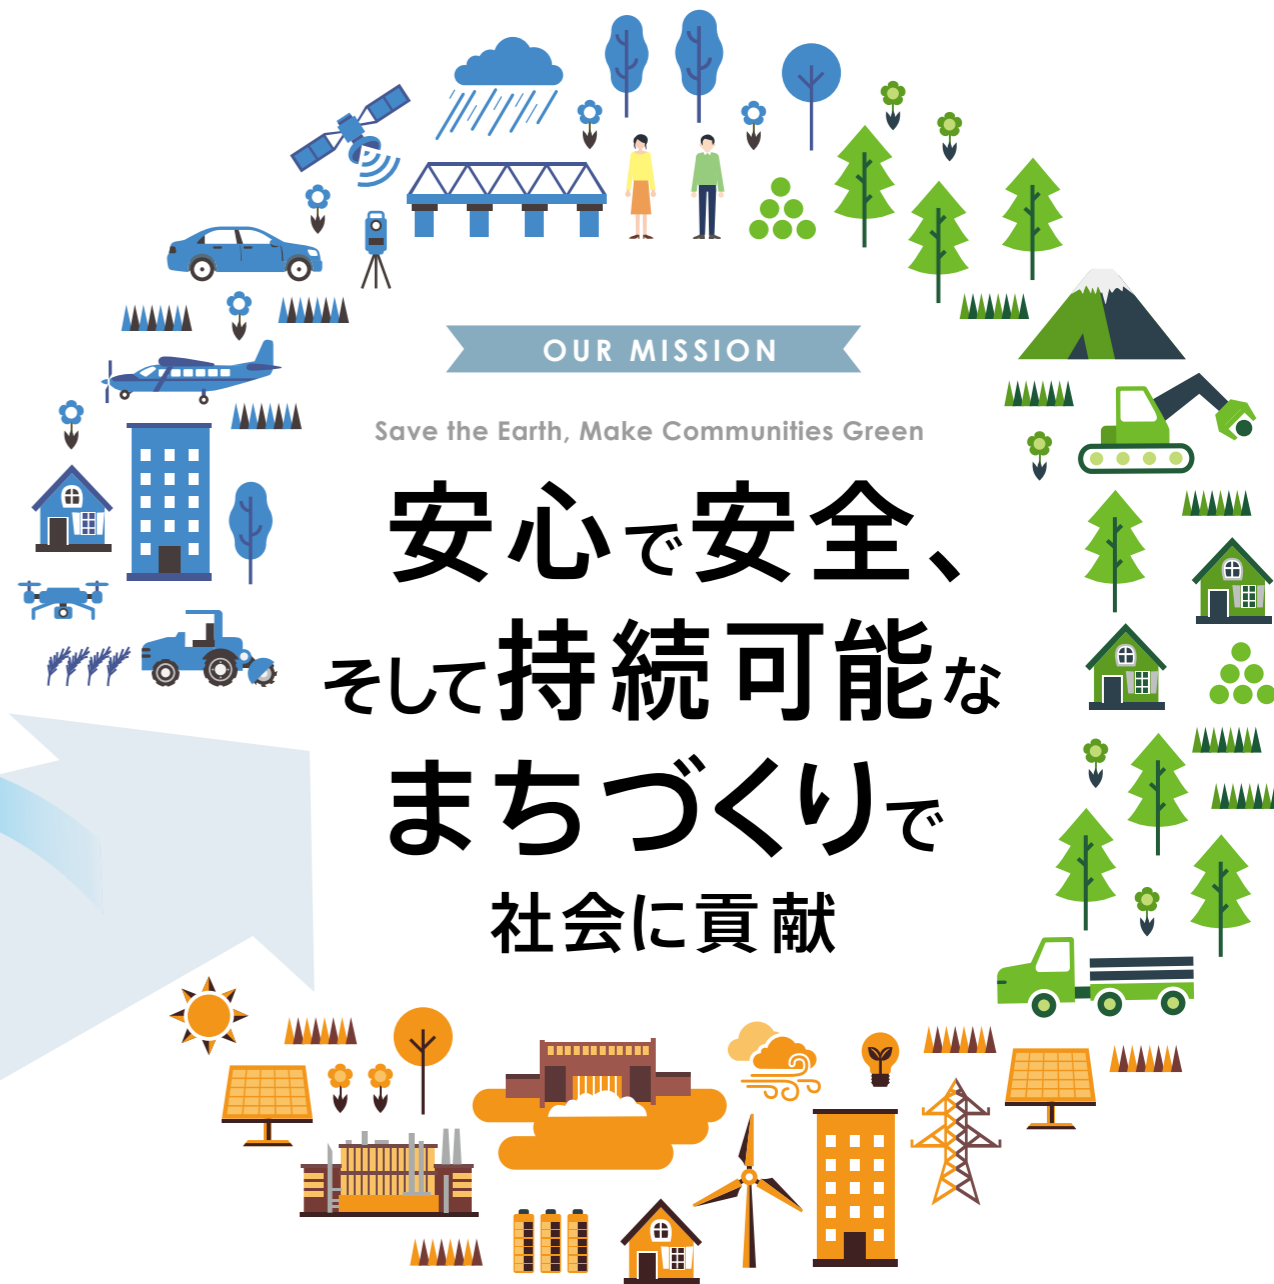 OUR MISSION
Save the Earth, Make Communities Green
安心で安全、
そして持続可能な
まちづくりで
社会に貢献